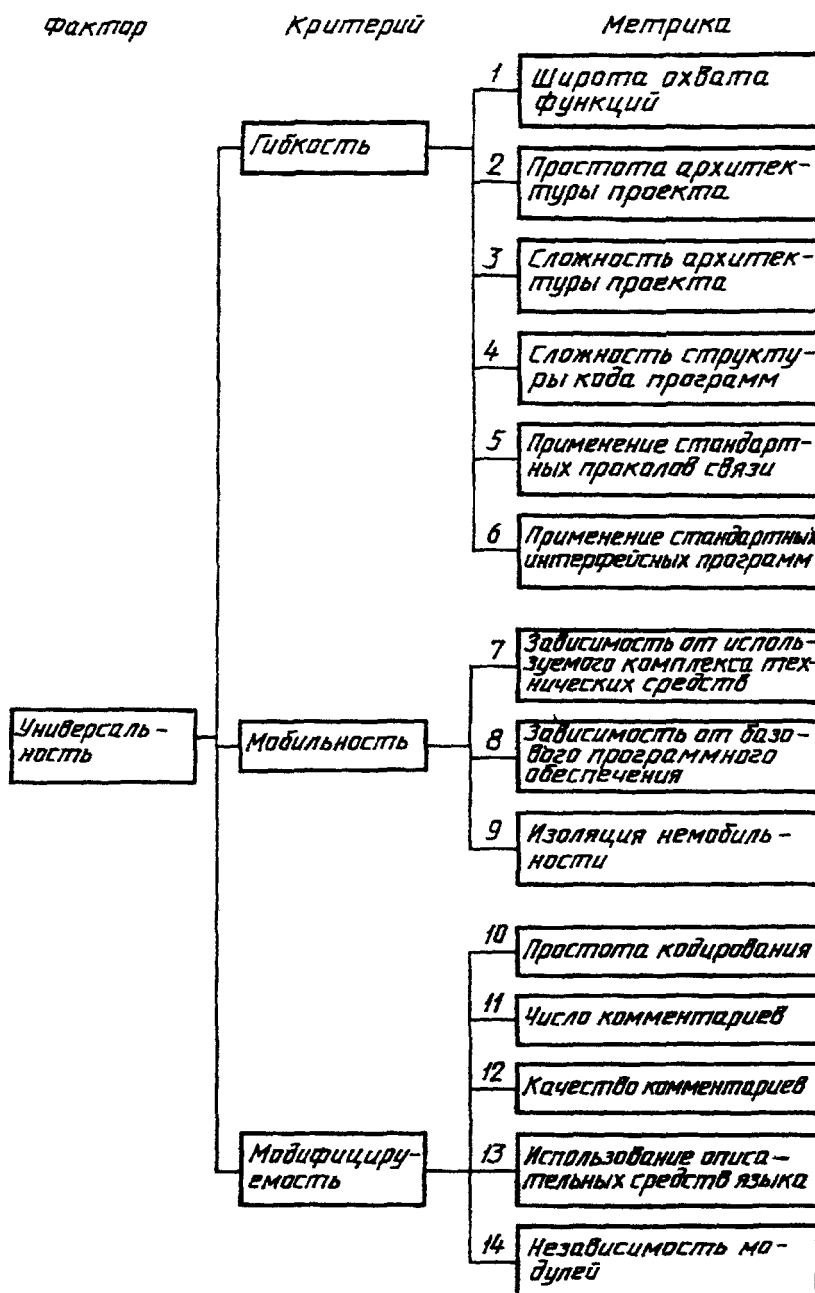 Фактор Критерий Метрика
1 Широта охвата
функций
Гибкость
2 Простота архитек-
туры проекта
3 Сложность архитек-
туры проекта
4 Сложность структу-
ры кода программ
5 Применение стандарт-
ных проколов связи
6 Применение стандартных
интерфейсных программ
7 Зависимость от исполь-
зуемого комплекса тех-
нических средств
Универсаль-
ность
Мобильность
8 Зависимость от базо-
вого программного
обеспечения
9 Изоляция немобиль-
ности
10 Простота кодирования
11 Число комментариев
12 Качество комментариев
Модифициру-
емость
13 Использование описа-
тельных средств языка
14 Независимость мо-
дулей